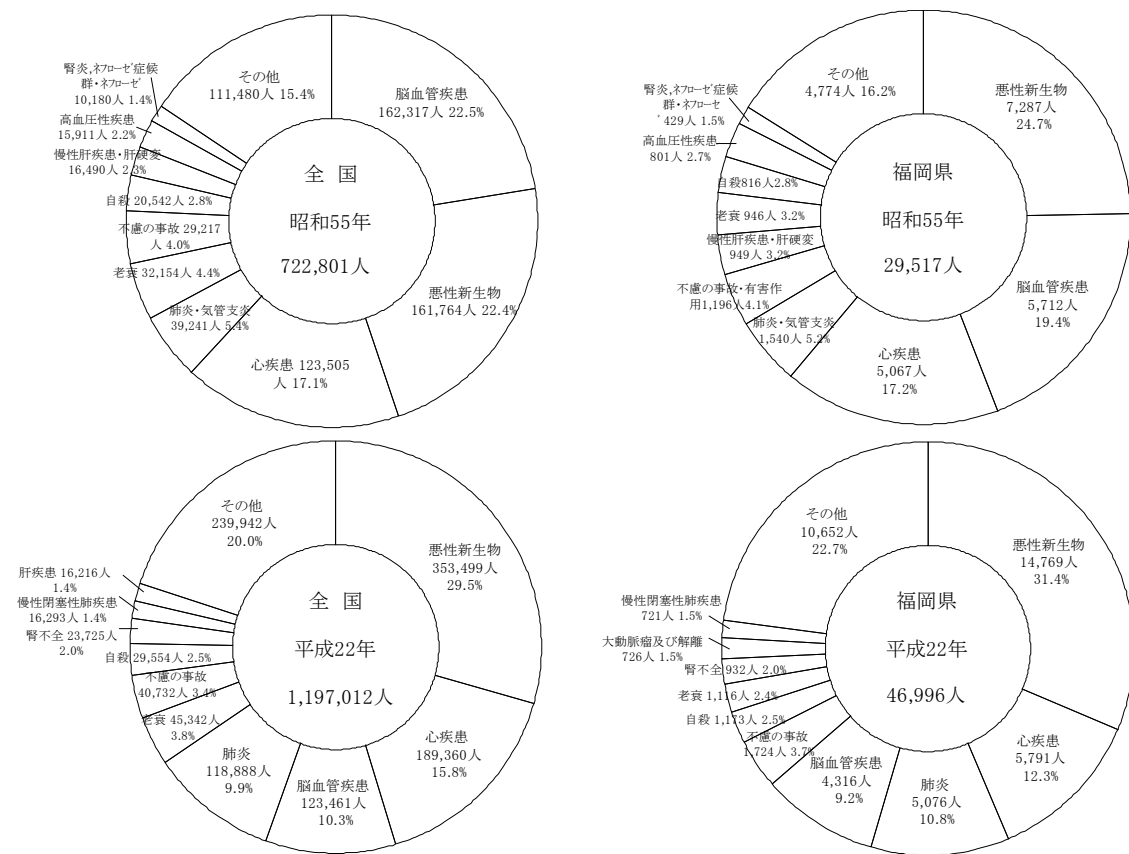 脳血管疾患
162,317人 22.5%
悪性新生物
161,764人 22.4%
心疾患 123,505
人 17.1%
肺炎・気管支炎
39,241人 5.4%
老衰 32,154人 4.4%
不慮の事故 29,217
人 4.0%
自殺 20,542人 2.8%
慢性肝疾患・肝硬変
16,490人 2.3%
高血圧性疾患
15,911人 2.2%
腎炎,ネフローゼ症候
群・ネフローゼ
10,180人 1.4%
その他
111,480人 15.4%
全 国
昭和55年
722,801人
悪性新生物
7,287人
24.7%
脳血管疾患
5,712人
19.4%
心疾患
5,067人
17.2%
肺炎・気管支炎
1,540人 5.2%
不慮の事故・有害作
用1,196人4.1%
慢性肝疾患・肝硬変
949人 3.2%
老衰 946人 3.2%
自殺816人2.8%
高血圧性疾患
801人 2.7%
腎炎,ネフローゼ症候
群・ネフローセ
゛429人 1.5%
その他
4,774人 16.2%
福岡県
昭和55年
29,517人
悪性新生物
353,499人
29.5%
心疾患
189,360人
15.8%
脳血管疾患
123,461人
10.3%
肺炎
118,888人
9.9%
老衰 45,342人
3.8%
不慮の事故
40,732人 3.4%
自殺 29,554人 2.5%
腎不全 23,725人
2.0%
慢性閉塞性肺疾患
16,293人 1.4%
肝疾患 16,216人
1.4%
その他
239,942人
20.0%
全 国
平成22年
1,197,012人
悪性新生物
14,769人
31.4%
心疾患
5,791人
12.3%
肺炎
5,076人
10.8%
脳血管疾患
4,316人
9.2%
不慮の事故
1,724人 3.7%
自殺 1,173人 2.5%
老衰 1,116人 2.4%
腎不全 932人 2.0%
大動脈瘤及び解離
726人 1.5%
慢性閉塞性肺疾患
721人 1.5%
その他
10,652人
22.7%
福岡県
平成22年
46,996人